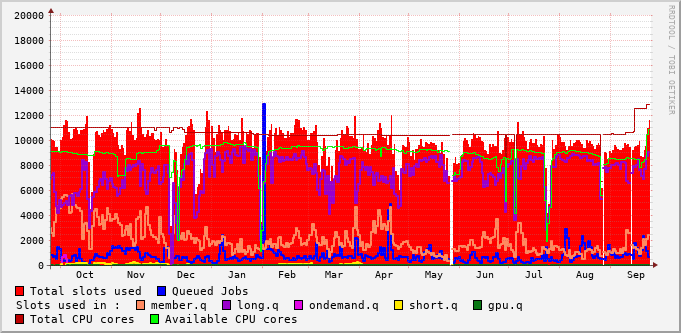 RRDTOOL / TOBI OETIKER
20000
18000
16000
14000
12000
10000
8000
6000
4000
2000
0
Oct Nov Dec Jan Feb Mar Apr May Jun Jul Aug Sep
Total slots used Queued Jobs
Slots used in : member.q long.q ondemand.q short.q gpu.q
Total CPU cores Available CPU cores